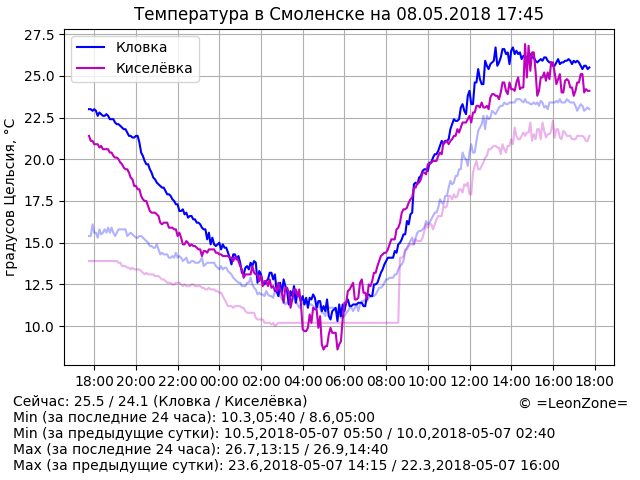 Температура в Смоленске на 08.05.2018 17:45
27.5
Кловка
Киселёвка
25.0
22.5
20.0
17.5
15.0
12.5
10.0
градусов Цельсия, °C
18:00 20:00 22:00 00:00 02:00 04:00 06:00 08:00 10:00 12:00 14:00 16:00 18:00
Сейчас: 25.5 / 24.1 (Кловка / Киселёвка)
© =LeonZone=
Min (за последние 24 часа): 10.3,05:40 / 8.6,05:00
Min (за предыдущие сутки): 10.5,2018-05-07 05:50 / 10.0,2018-05-07 02:40
Max (за последние 24 часа): 26.7,13:15 / 26.9,14:40
Max (за предыдущие сутки): 23.6,2018-05-07 14:15 / 22.3,2018-05-07 16:00